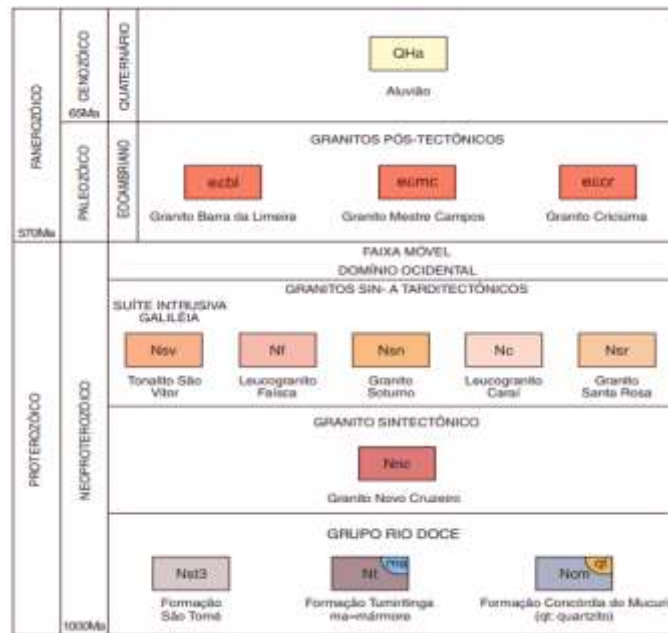 FANEROZÓICO
CENOZÓICO
QUATERNÁRIO
65Ma
QHa
Aluvião
PALEOZÓICO
EOCAMBRIANO
570Ma
GRANITOS PÓS-TECTÔNICOS
ecbl
ecmc
eccr
Granito Barra da Limeira
Granito Mestre Campos
Granito Criciúma
PROTEROZÓICO
NEOPROTEROZÓICO
1000Ma
FAIXA MÓVEL
DOMÍNIO OCIDENTAL
GRANITOS SIN- A TARDITECTÔNICOS
SUÍTE INTRUSIVA
GALILÉIA
Nsv
Nf
Nsn
Nc
Nsr
Tonalito São
Vitor
Leucogranito
Faísca
Granito
Soturno
Leucogranito
Caraí
Granito
Santa Rosa
GRANITO SINTECTÔNICO
Granito Novo Cruzeiro
GRUPO RIO DOCE
Nst3
Nt
ma
Ncm
qt
Formação
São Tomé
Formação Tumiritinga
ma-mármore
Formação Concórdia do Mucuri
(qt: quartzito)